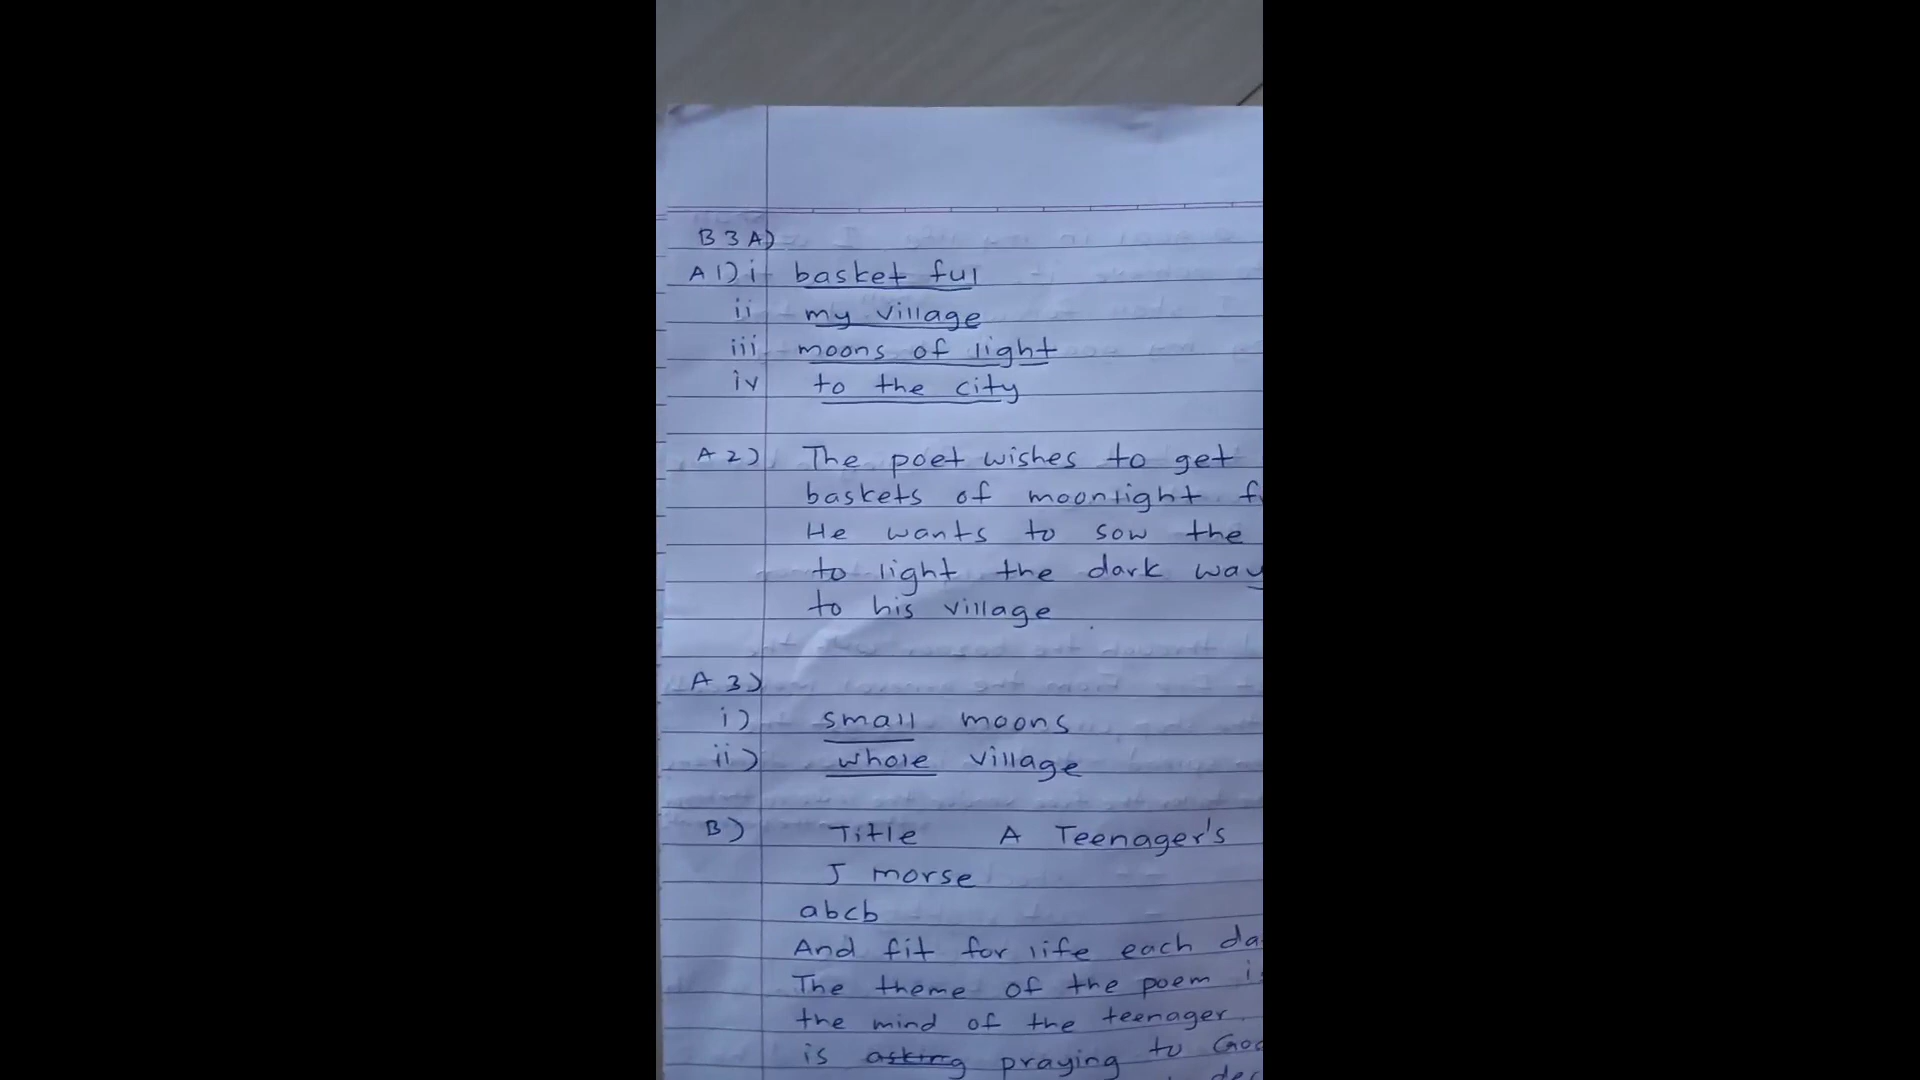 B 3 A)
A 1) i basket ful
ii my village
iii moons of light
iv to the city
A 2) The poet wishes to get
baskets of moonlight
He wants to sow the
to light the dark way
to his village
A 3)
i) small moons
ii) whole village
B) Title A Teenager's
J morse
abcb
And fit for life each
The theme of the poem
the mind of the teenager.
is asking praying to